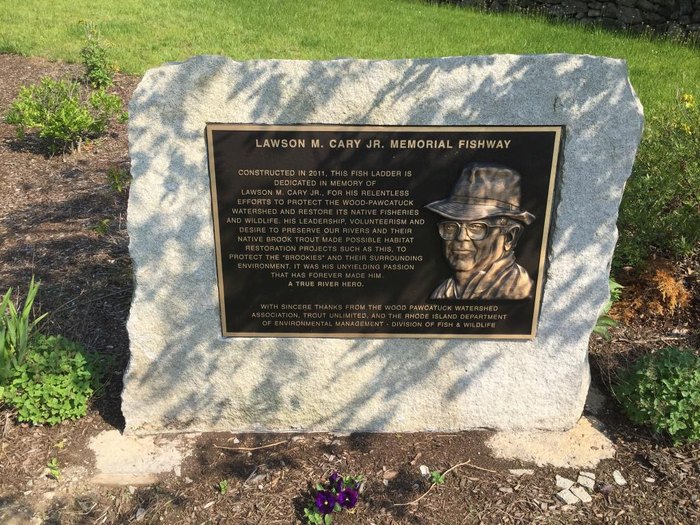 LAWSON M. CARY JR. MEMORIAL FISHWAY
CONSTRUCTED IN 2011, THIS FISH LADDER IS
DEDICATED IN MEMORY OF
LAWSON M. CARY JR., FOR HIS RELENTLESS
EFFORTS TO PROTECT THE WOOD-PAWCATUCK
WATERSHED AND RESTORE ITS NATIVE FISHERIES
AND WILDLIFE. HIS LEADERSHIP, VOLUNTEERISM AND
DESIRE TO PRESERVE OUR RIVERS AND THEIR
NATIVE BROOK TROUT MADE POSSIBLE HABITAT
RESTORATION PROJECTS SUCH AS THIS, TO
PROTECT THE "BROOKIES" AND THEIR SURROUNDING
ENVIRONMENT. IT WAS HIS UNYIELDING PASSION
THAT HAS FOREVER MADE HIM,
A TRUE RIVER HERO.
WITH SINCERE THANKS FROM THE WOOD PAWCATUCK WATERSHED
ASSOCIATION, TROUT UNLIMITED, AND THE RHODE ISLAND DEPARTMENT
OF ENVIRONMENTAL MANAGEMENT - DIVISION OF FISH & WILDLIFE